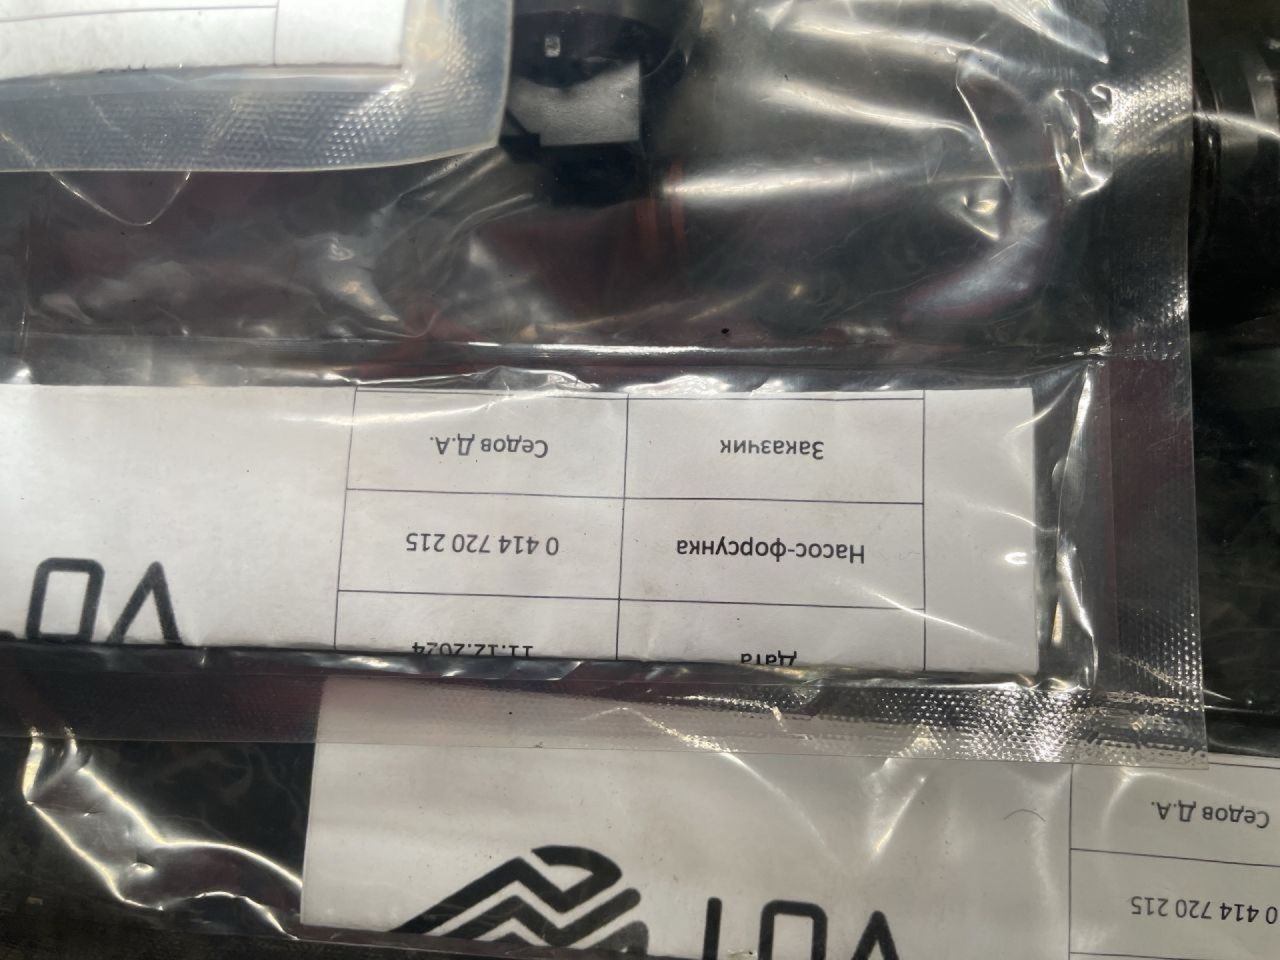 0 414 720 215
Седов Д.А.
Дата 11.12.2024
Насос-форсунка 0 414 720 215
Заказчик Седов Д.А.